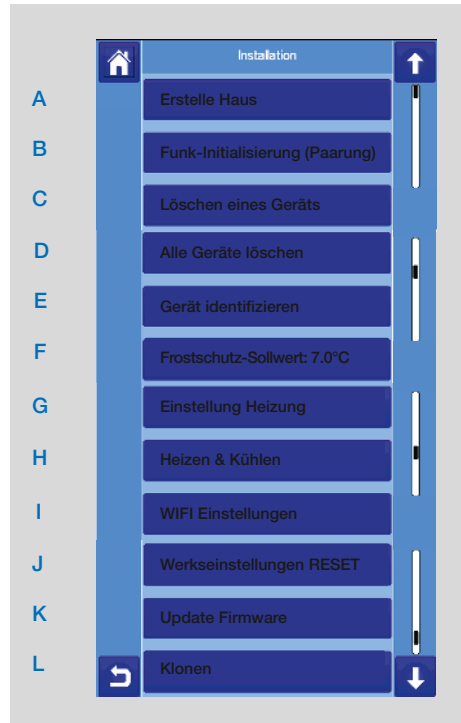 Installation
A Erstelle Haus
B Funk-Initialisierung (Paarung)
C Löschen eines Geräts
D Alle Geräte löschen
E Gerät identifizieren
F Frostschutz-Sollwert: 7.0°C
G Einstellung Heizung
H Heizen & Kühlen
I WIFI Einstellungen
J Werkseinstellungen RESET
K Update Firmware
L Klonen